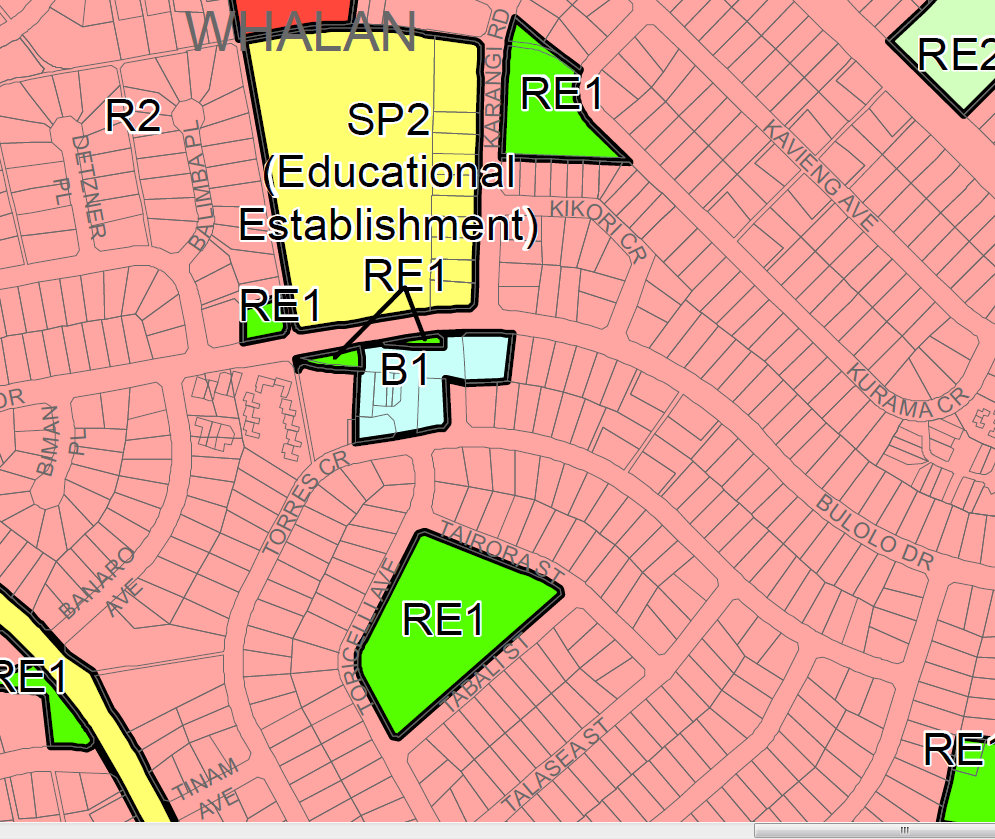 WHALAN
RE2
RE1
KARANGI RD
R2
SP2
(Educational
Establishment)
KAVIENG AVE
DETZNER
PL
BALIMBA PL
KIKORI CR
RE1
RE1
B1
KURAMA CR
DR
BIMAN
PL
TORRES CR
BULOLO DR
TAIRORA ST
BANARO
AVE
TORICELLI AVE
RE1
TABALI ST
RE1
TALASEA ST
TINAM
AVE
RE1